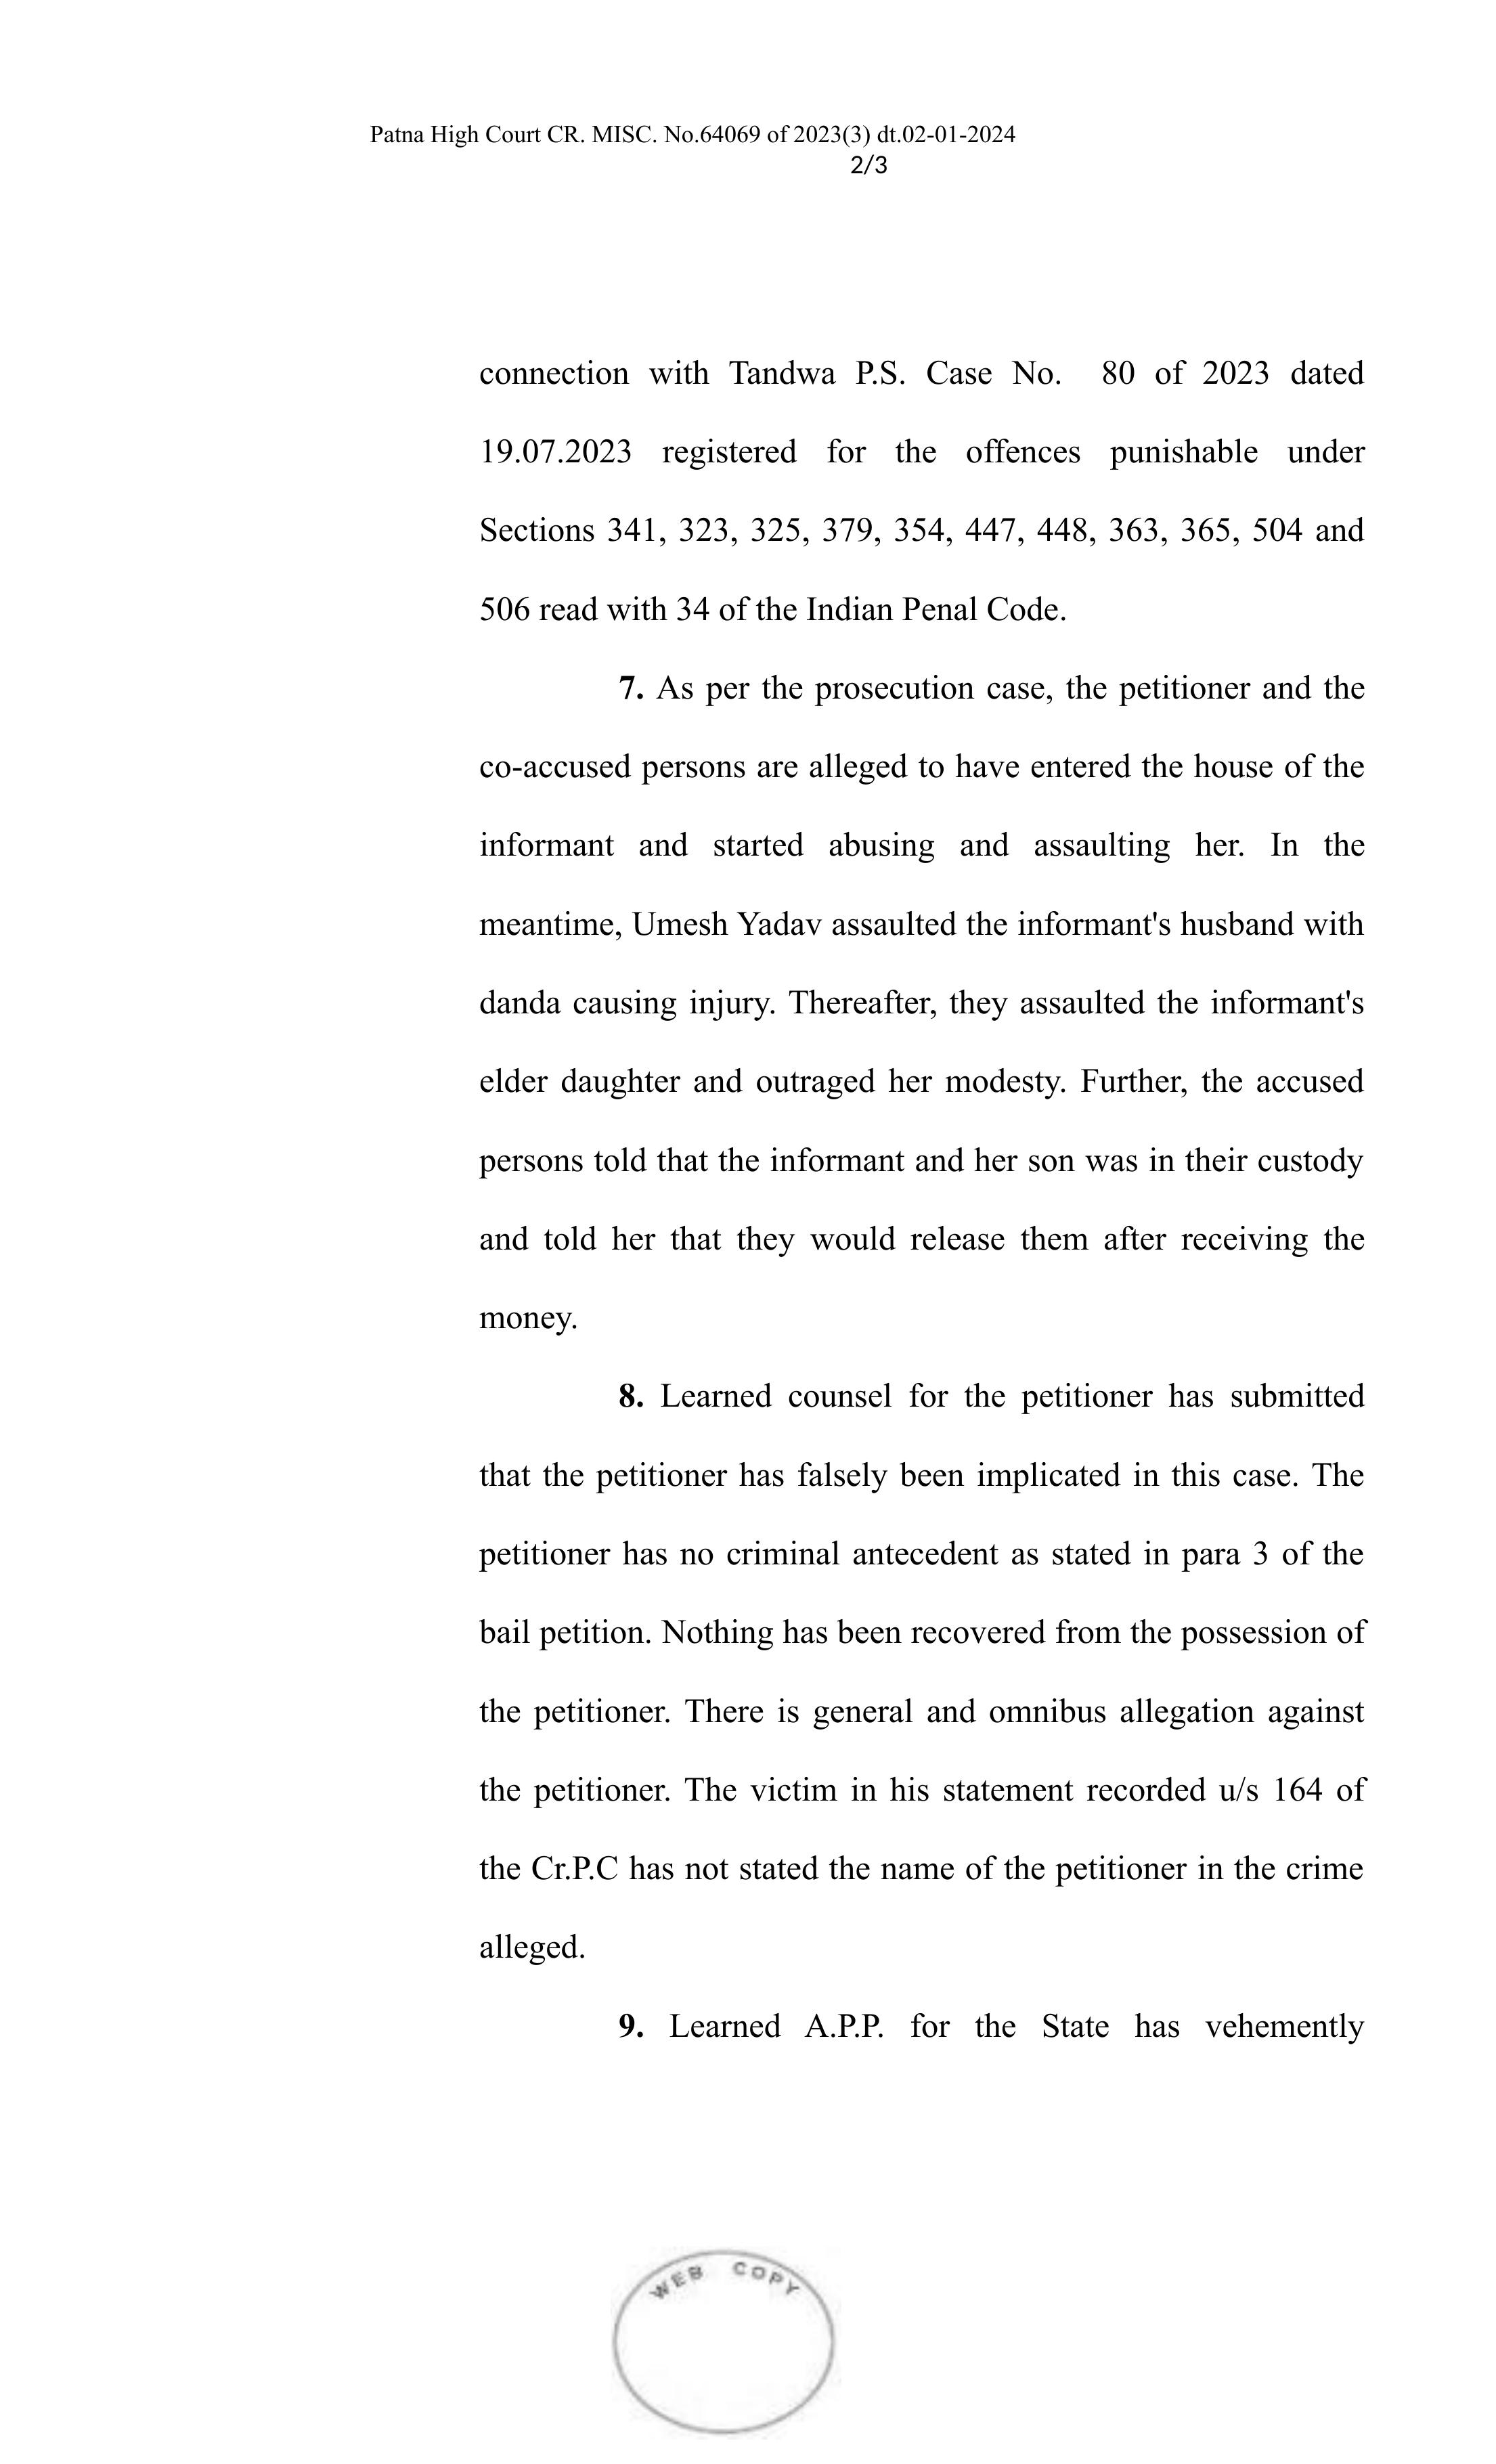 Patna High Court CR. MISC. No.64069 of 2023(3) dt.02-01-2024
2/3
connection with Tandwa P.S. Case No. 80 of 2023 dated
19.07.2023 registered for the offences punishable under
Sections 341, 323, 325, 379, 354, 447, 448, 363, 365, 504 and
506 read with 34 of the Indian Penal Code.
7. As per the prosecution case, the petitioner and the
co-accused persons are alleged to have entered the house of the
informant and started abusing and assaulting her. In the
meantime, Umesh Yadav assaulted the informant's husband with
danda causing injury. Thereafter, they assaulted the informant's
elder daughter and outraged her modesty. Further, the accused
persons told that the informant and her son was in their custody
and told her that they would release them after receiving the
money.
8. Learned counsel for the petitioner has submitted
that the petitioner has falsely been implicated in this case. The
petitioner has no criminal antecedent as stated in para 3 of the
bail petition. Nothing has been recovered from the possession of
the petitioner. There is general and omnibus allegation against
the petitioner. The victim in his statement recorded u/s 164 of
the Cr.P.C has not stated the name of the petitioner in the crime
alleged.
9. Learned A.P.P. for the State has vehemently
WEB COPY